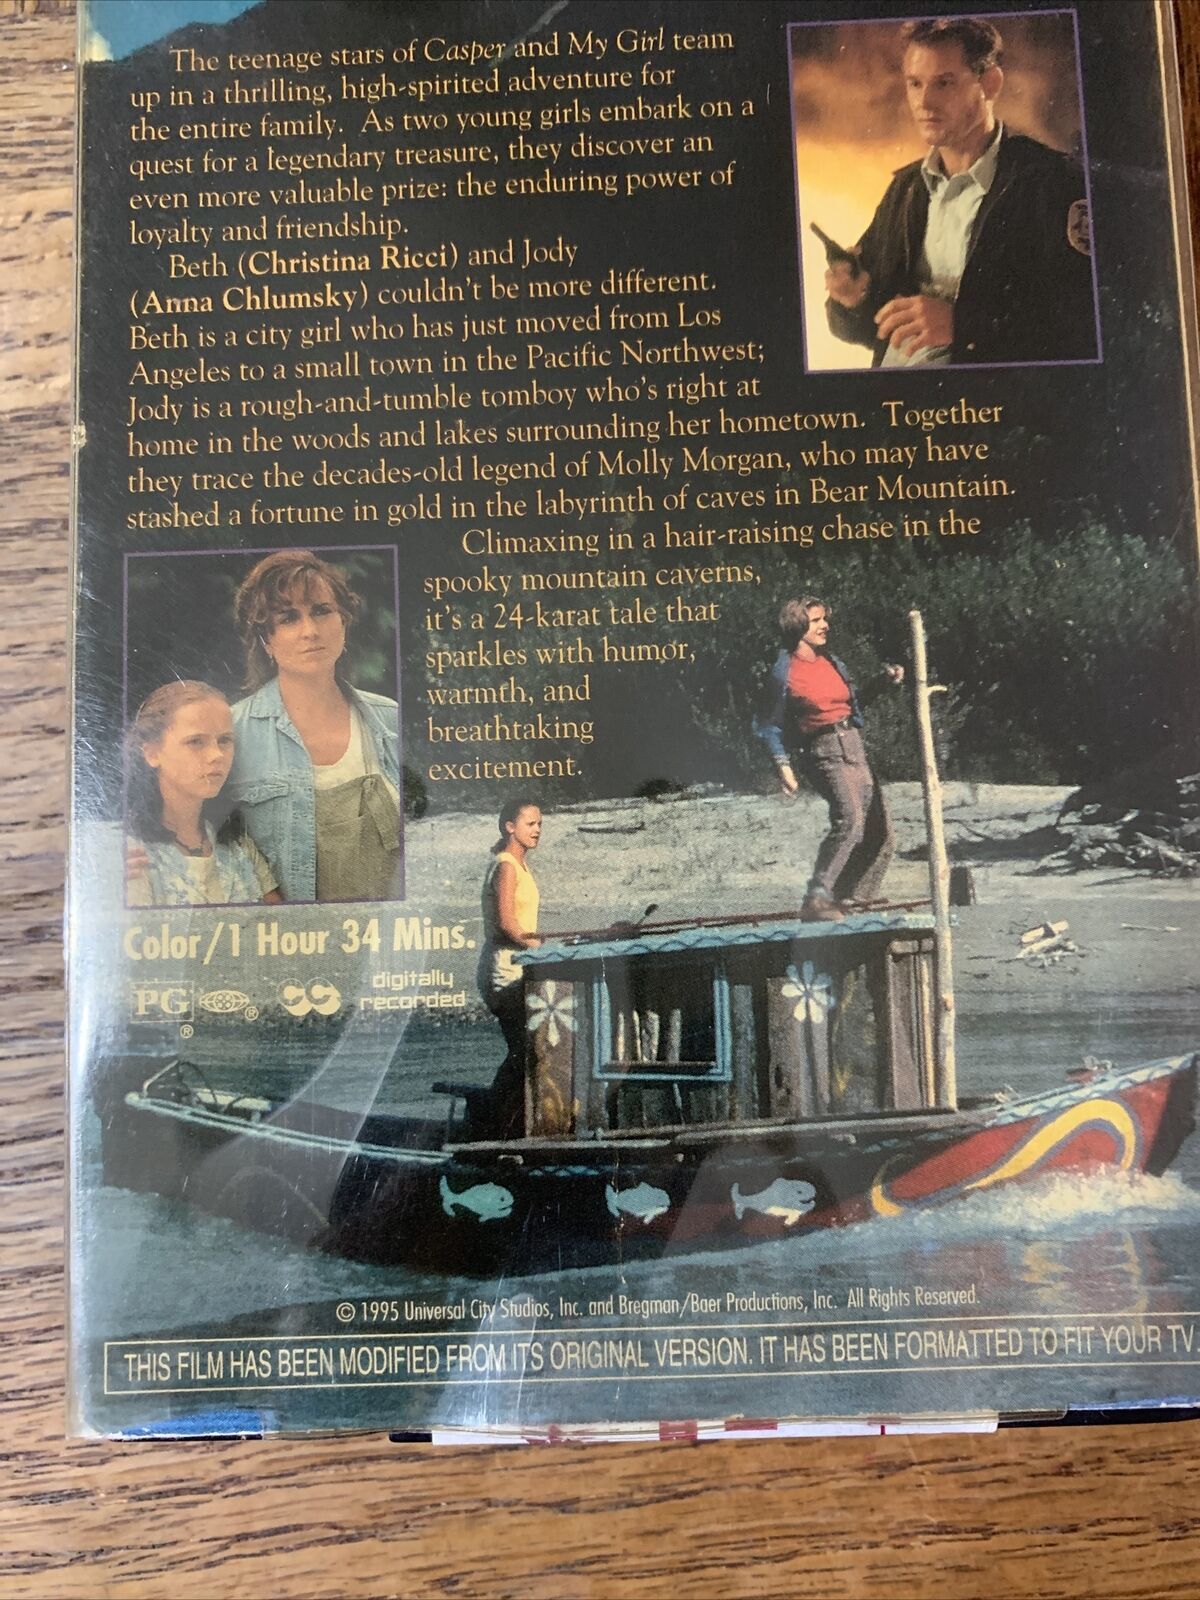 The teenage stars of Casper and My Girl team
up in a thrilling, high-spirited adventure for
the entire family. As two young girls embark on a
quest for a legendary treasure, they discover an
even more valuable prize: the enduring power of
loyalty and friendship.
Beth (Christina Ricci) and Jody
(Anna Chlumsky) couldn't be more different.
Beth is a city girl who has just moved from Los
Angeles to a small town in the Pacific Northwest;
Jody is a rough-and-tumble tomboy who's right at
home in the woods and lakes surrounding her hometown. Together
they trace the decades-old legend of Molly Morgan, who may have
stashed a fortune in gold in the labyrinth of caves in Bear Mountain.
Climaxing in a hair-raising chase in the
spooky mountain caverns,
it's a 24-karat tale that
sparkles with humor,
warmth, and
breathtaking
excitement.
Color/1 Hour 34 Mins.
PG ® ® CC digitally
recorded
© 1995 Universal City Studios, Inc. and Bregman/Baer Productions, Inc. All Rights Reserved.
THIS FILM HAS BEEN MODIFIED FROM ITS ORIGINAL VERSION. IT HAS BEEN FORMATTED TO FIT YOUR TV.